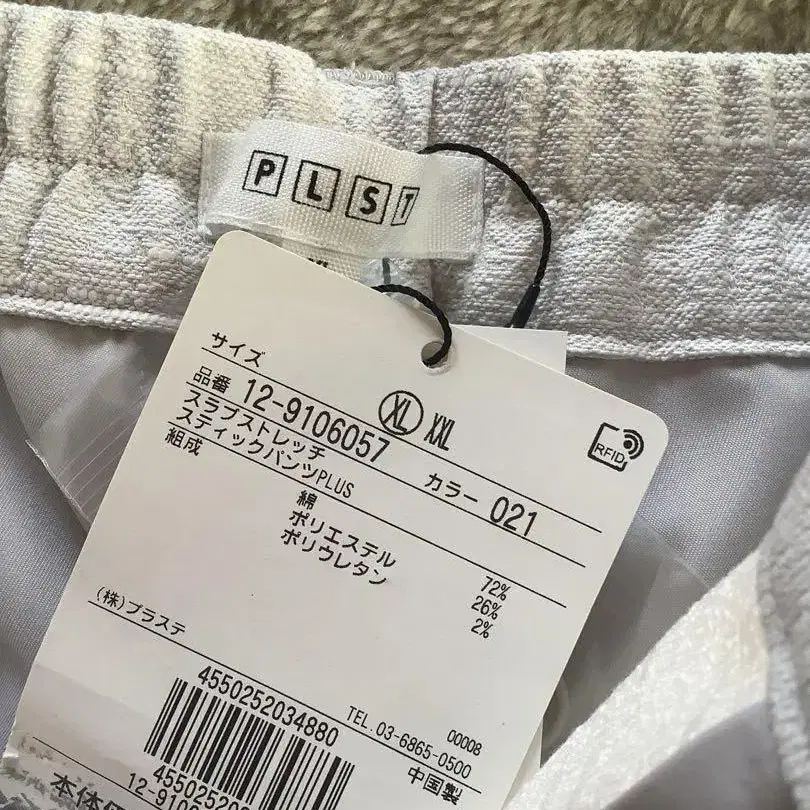 PLST
サイズ
XL XXL
品番 12-9106057 カラー 021
スラブストレッチ
スティックパンツPLUS
組成
綿 72%
ポリエステル 26%
ポリウレタン 2%
RFID
(株)プラステ
TEL.03-6865-0500
4550252034880
00008
中国製